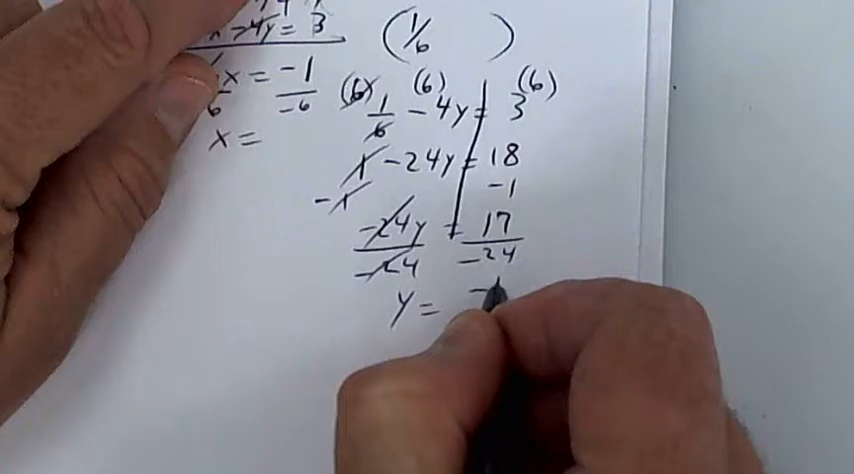 x - 4y = 3
x = -1
6 -6
x =
(1/6 )
(6) (6) (6)
1/6 - 4y = 3
1 - 24y = 18
-1 -1
-24y = 17
-24 -24
y = -